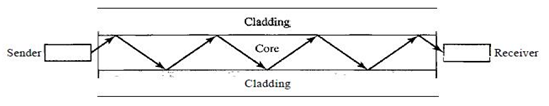 Cladding
Sender
Core
Receiver
Cladding